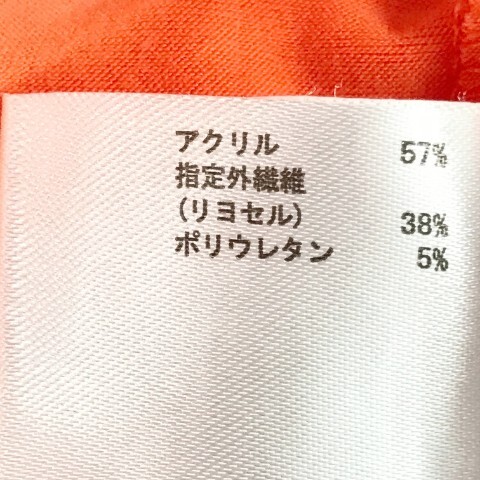 アクリル 57%
指定外繊維
(リヨセル) 38%
ポリウレタン 5%